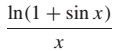 ln(1 + sin x)
x